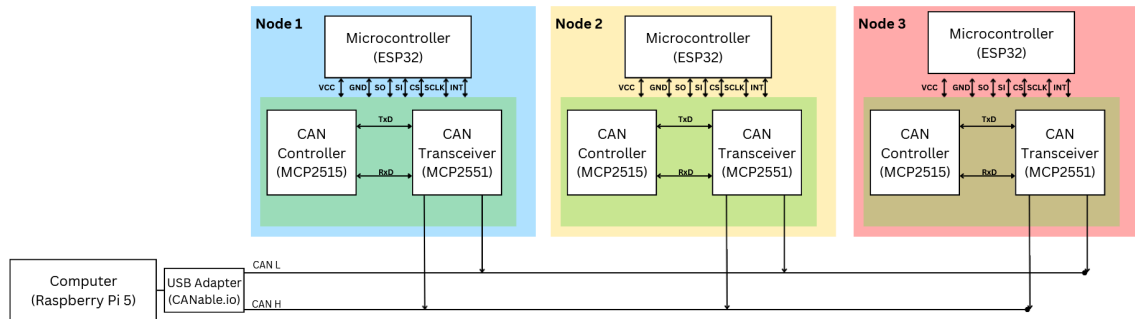 Node 1
Microcontroller
(ESP32)
VCC GND SO SI CS SCLK INT
CAN
Controller
(MCP2515)
TxD
RxD
CAN
Transceiver
(MCP2551)
Node 2
Microcontroller
(ESP32)
VCC GND SO SI CS SCLK INT
CAN
Controller
(MCP2515)
TxD
RxD
CAN
Transceiver
(MCP2551)
Node 3
Microcontroller
(ESP32)
VCC GND SO SI CS SCLK INT
CAN
Controller
(MCP2515)
TxD
RxD
CAN
Transceiver
(MCP2551)
Computer
(Raspberry Pi 5)
USB Adapter
(CANable.io)
CAN L
CAN H